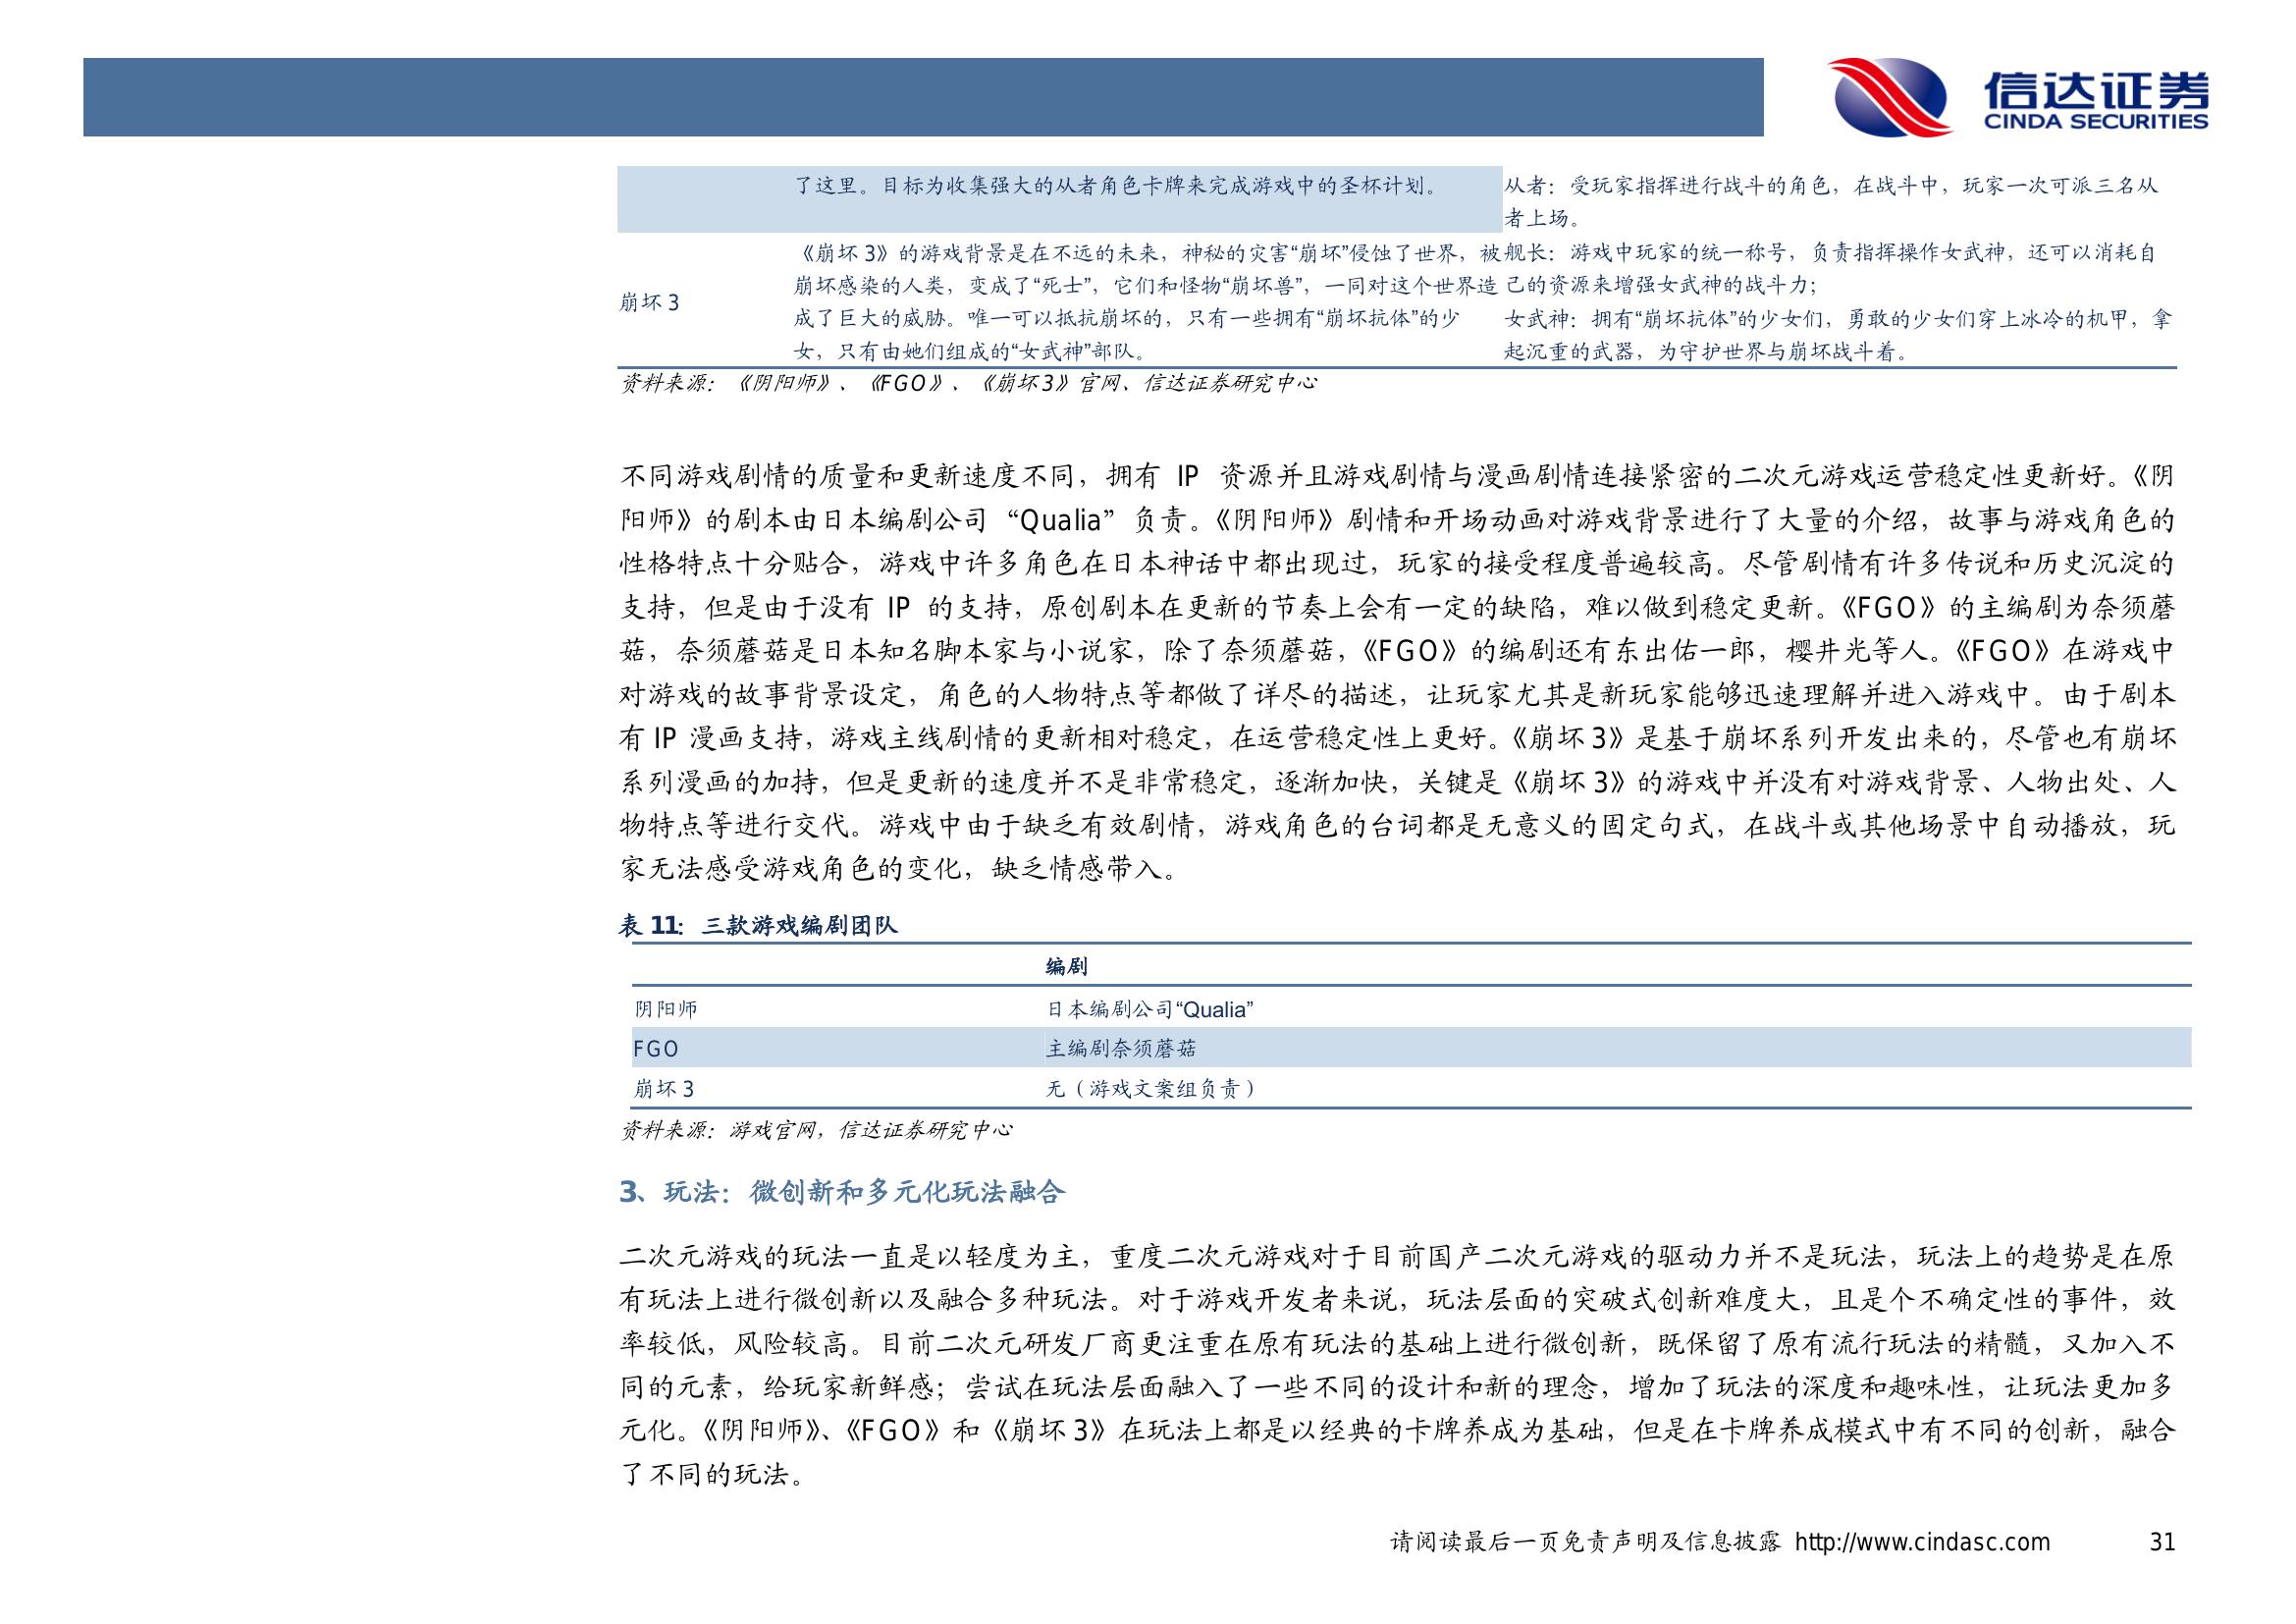 信达证券
CINDA SECURITIES
了这里。目标为收集强大的从者角色卡牌来完成游戏中的圣杯计划。
从者：受玩家指挥进行战斗的角色，在战斗中，玩家一次可派三名从
者上场。
崩坏 3
《崩坏 3》的游戏背景是在不远的未来，神秘的灾害“崩坏”侵蚀了世界，被
崩坏感染的人类，变成了“死士”，它们和怪物“崩坏兽”，一同对这个世界造
成了巨大的威胁。唯一可以抵抗崩坏的，只有一些拥有“崩坏抗体”的少
女，只有由她们组成的“女武神”部队。
舰长：游戏中玩家的统一称号，负责指挥操作女武神，还可以消耗自
己的资源来增强女武神的战斗力；
女武神：拥有“崩坏抗体”的少女们，勇敢的少女们穿上冰冷的机甲，拿
起沉重的武器，为守护世界与崩坏战斗着。
资料来源：《阴阳师》、《FGO》、《崩坏 3》官网、信达证券研究中心
不同游戏剧情的质量和更新速度不同，拥有 IP 资源并且游戏剧情与漫画剧情连接紧密的二次元游戏运营稳定性更新好。《阴
阳师》的剧本由日本编剧公司“Qualia”负责。《阴阳师》剧情和开场动画对游戏背景进行了大量的介绍，故事与游戏角色的
性格特点十分贴合，游戏中许多角色在日本神话中都出现过，玩家的接受程度普遍较高。尽管剧情有许多传说和历史沉淀的
支持，但是由于没有 IP 的支持，原创剧本在更新的节奏上会有一定的缺陷，难以做到稳定更新。《FGO》的主编剧为奈须蘑
菇，奈须蘑菇是日本知名脚本家与小说家，除了奈须蘑菇，《FGO》的编剧还有东出佑一郎，樱井光等人。《FGO》在游戏中
对游戏的故事背景设定，角色的人物特点等都做了详尽的描述，让玩家尤其是新玩家能够迅速理解并进入游戏中。由于剧本
有 IP 漫画支持，游戏主线剧情的更新相对稳定，在运营稳定性上更好。《崩坏 3》是基于崩坏系列开发出来的，尽管也有崩坏
系列漫画的加持，但是更新的速度并不是非常稳定，逐渐加快，关键是《崩坏 3》的游戏中并没有对游戏背景、人物出处、人
物特点等进行交代。游戏中由于缺乏有效剧情，游戏角色的台词都是无意义的固定句式，在战斗或其他场景中自动播放，玩
家无法感受游戏角色的变化，缺乏情感带入。
表 11：三款游戏编剧团队
编剧
阴阳师 日本编剧公司“Qualia”
FGO 主编剧奈须蘑菇
崩坏 3 无（游戏文案组负责）
资料来源：游戏官网，信达证券研究中心
3、玩法：微创新和多元化玩法融合
二次元游戏的玩法一直是以轻度为主，重度二次元游戏对于目前国产二次元游戏的驱动力并不是玩法，玩法上的趋势是在原
有玩法上进行微创新以及融合多种玩法。对于游戏开发者来说，玩法层面的突破式创新难度大，且是个不确定性的事件，效
率较低，风险较高。目前二次元研发厂商更注重在原有玩法的基础上进行微创新，既保留了原有流行玩法的精髓，又加入不
同的元素，给玩家新鲜感；尝试在玩法层面融入了一些不同的设计和新的理念，增加了玩法的深度和趣味性，让玩法更加多
元化。《阴阳师》、《FGO》和《崩坏 3》在玩法上都是以经典的卡牌养成为基础，但是在卡牌养成模式中有不同的创新，融合
了不同的玩法。
请阅读最后一页免责声明及信息披露 http://www.cindasc.com 31